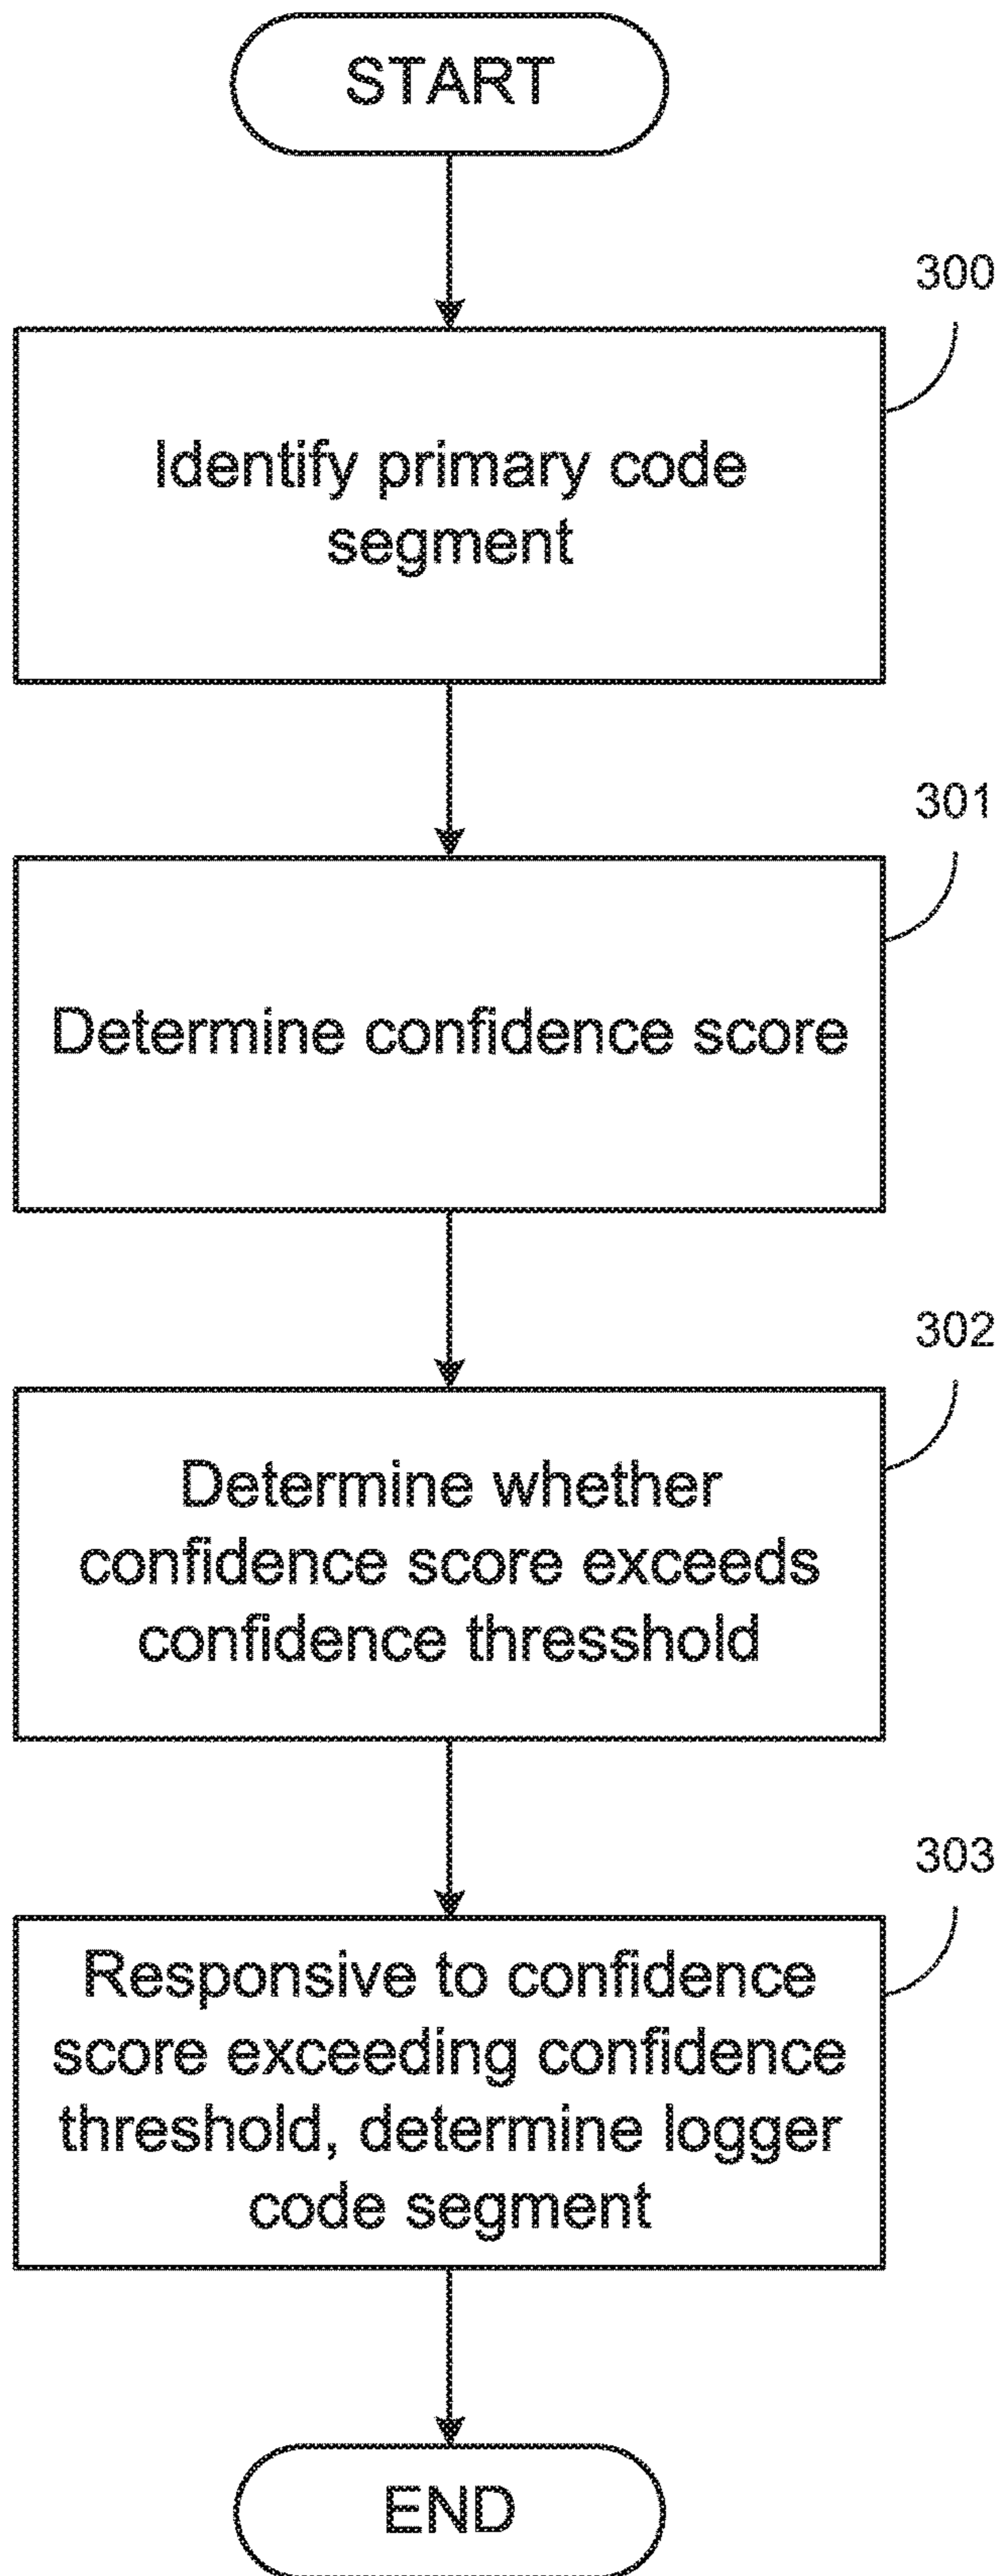 START
300
Identify primary code
segment
301
Determine confidence score
302
Determine whether
confidence score exceeds
confidence thresshold
303
Responsive to confidence
score exceeding confidence
threshold, determine logger
code segment
END